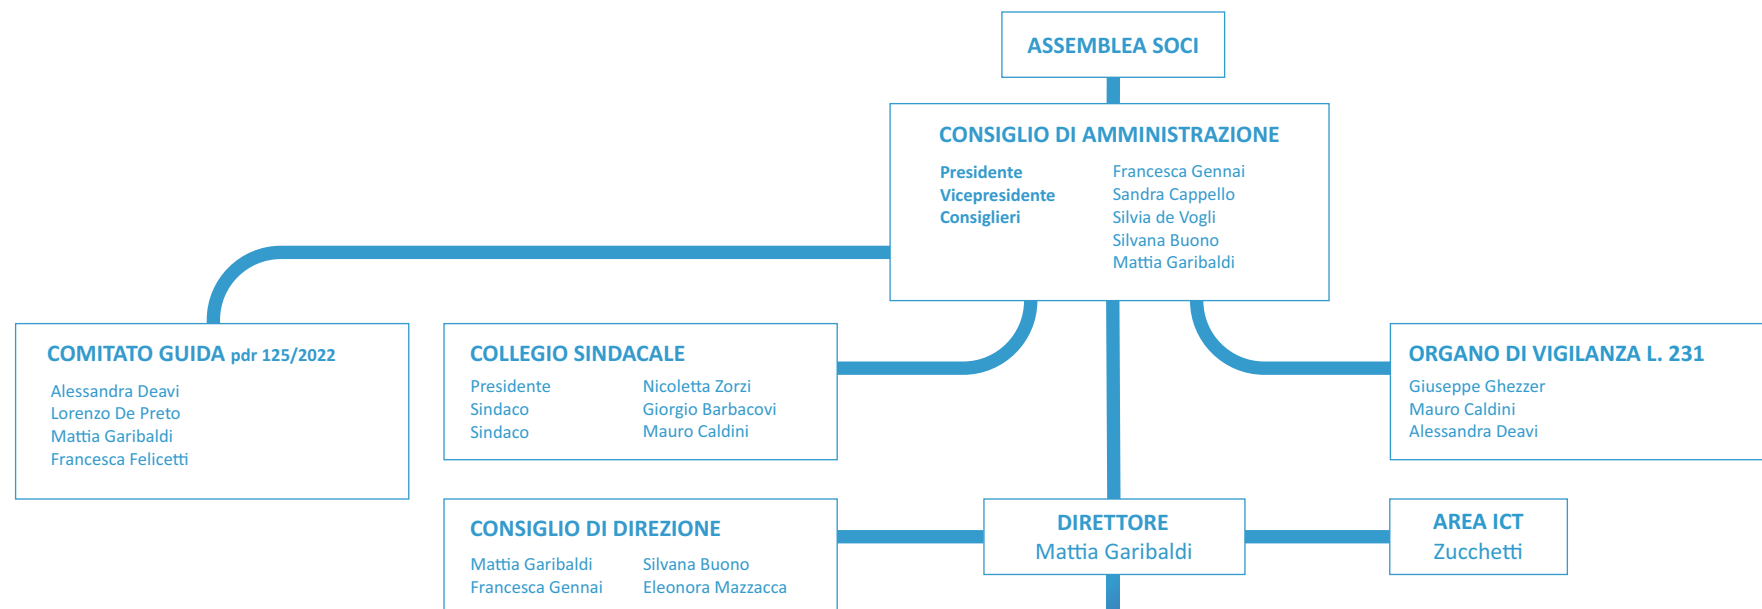 ASSEMBLEA SOCI
CONSIGLIO DI AMMINISTRAZIONE
Presidente Francesca Gennai
Vicepresidente Sandra Cappello
Consiglieri Silvia de Vogli
Silvana Buono
Mattia Garibaldi
COMITATO GUIDA pdr 125/2022
Alessandra Deavi
Lorenzo De Preto
Mattia Garibaldi
Francesca Felicetti
COLLEGIO SINDACALE
Presidente Nicoletta Zorzi
Sindaco Giorgio Barbacovi
Sindaco Mauro Caldini
ORGANO DI VIGILANZA L. 231
Giuseppe Ghezzer
Mauro Caldini
Alessandra Deavi
CONSIGLIO DI DIREZIONE
Mattia Garibaldi Silvana Buono
Francesca Gennai Eleonora Mazzacca
DIRETTORE
Mattia Garibaldi
AREA ICT
Zucchetti